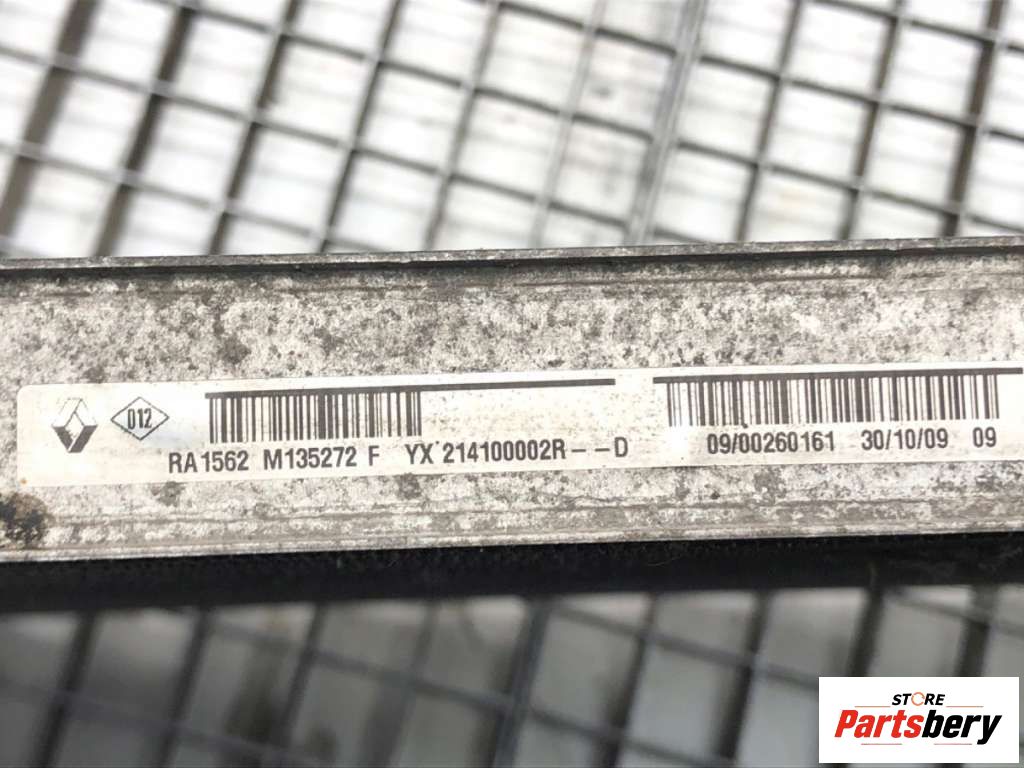 012
RA1562 M135272 F YX 214100002R--D 09/00260161 30/10/09 09
STORE
Partsbery